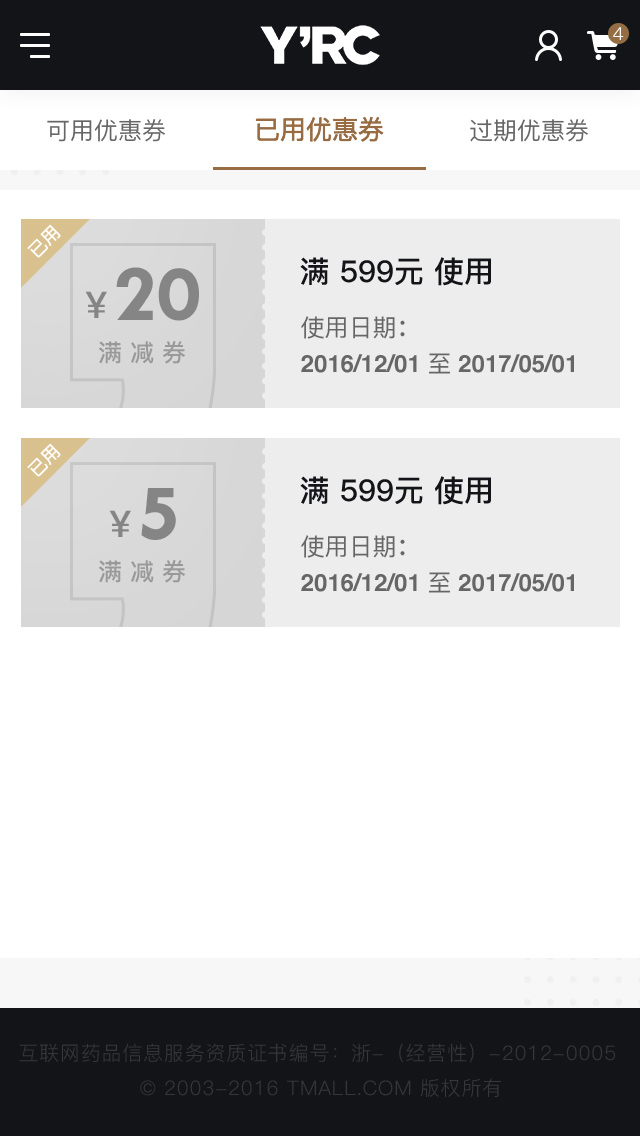 Y'RC
4
可用优惠券
已用优惠券
过期优惠券
已用
¥ 20
满减券
满 599元 使用
使用日期：
2016/12/01 至 2017/05/01
已用
¥ 5
满减券
满 599元 使用
使用日期：
2016/12/01 至 2017/05/01
互联网药品信息服务资质证书编号：浙-（经营性）-2012-0005
© 2003-2016 TMALL.COM 版权所有